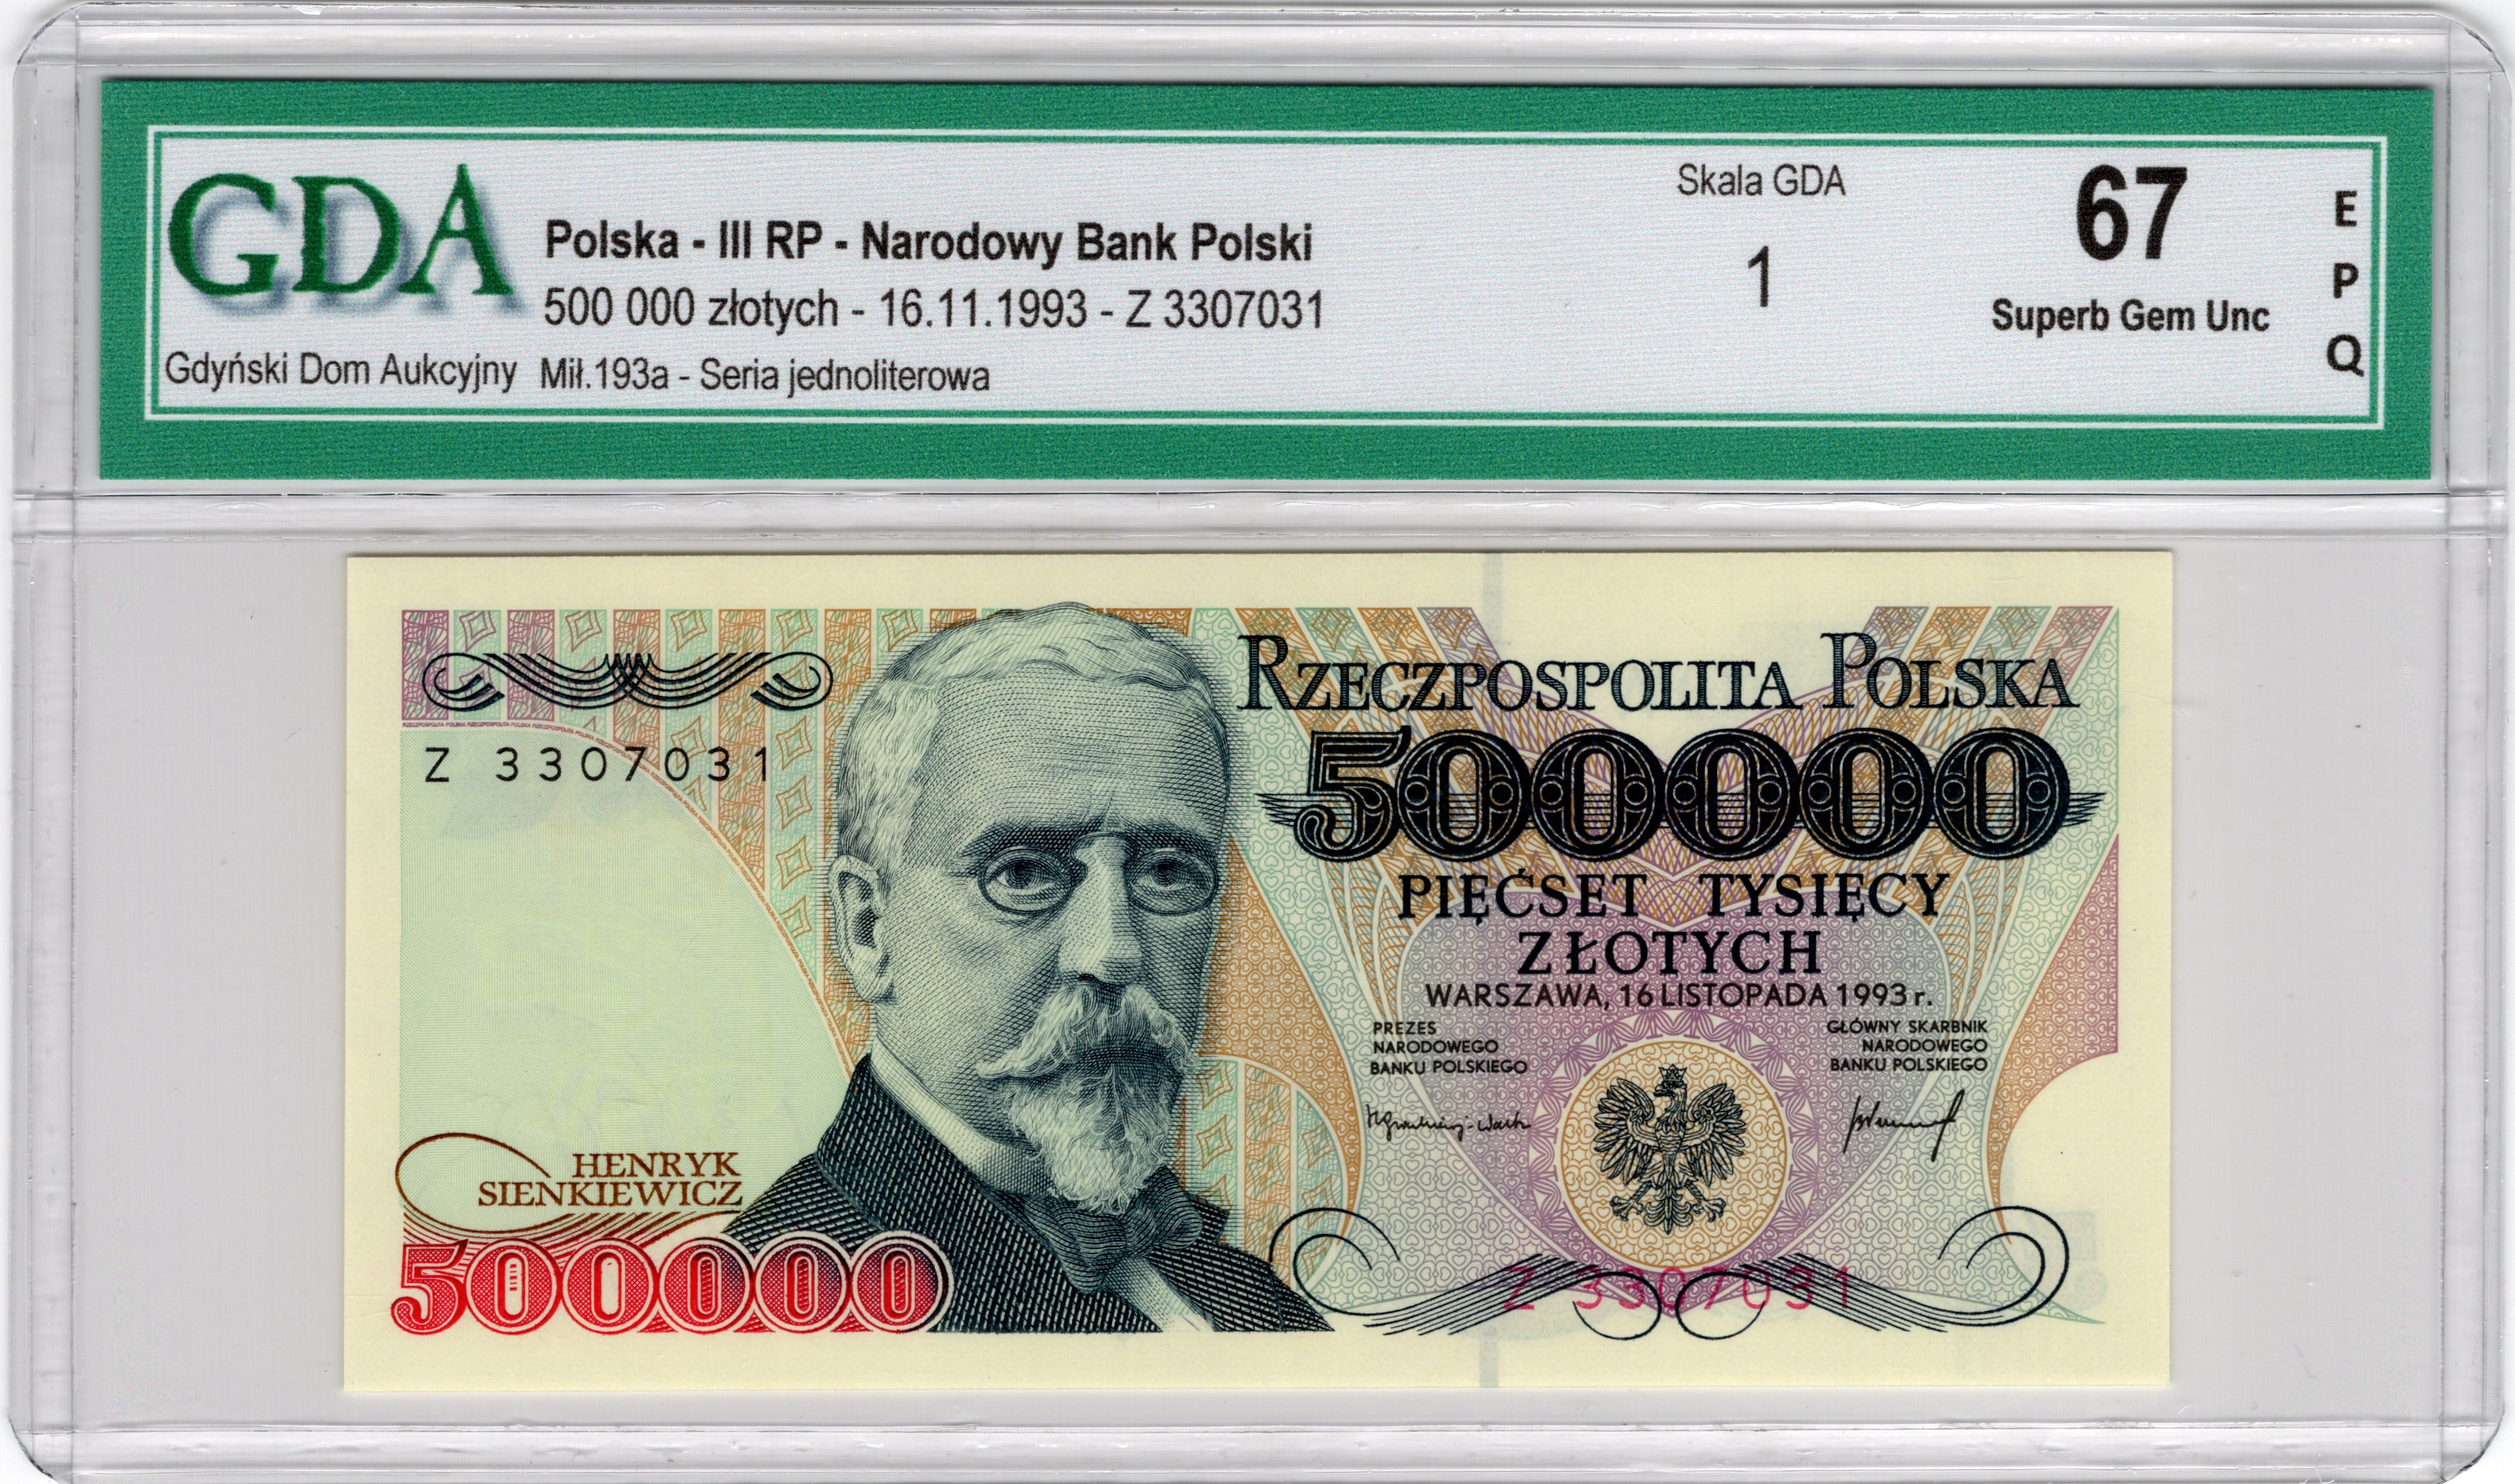 GDA
Gdyński Dom Aukcyjny
Polska - III RP - Narodowy Bank Polski
500 000 złotych - 16.11.1993 - Z 3307031
Mił.193a - Seria jednoliterowa
Skala GDA
1
67
Superb Gem Unc
E
P
Q
RZECZPOSPOLITA POLSKA
Z 3307031
500000
PIĘĆSET TYSIĘCY
ZŁOTYCH
WARSZAWA, 16 LISTOPADA 1993 r.
PREZES
NARODOWEGO
BANKU POLSKIEGO
GŁÓWNY SKARBNIK
NARODOWEGO
BANKU POLSKIEGO
HENRYK
SIENKIEWICZ
500000
Z 3307031